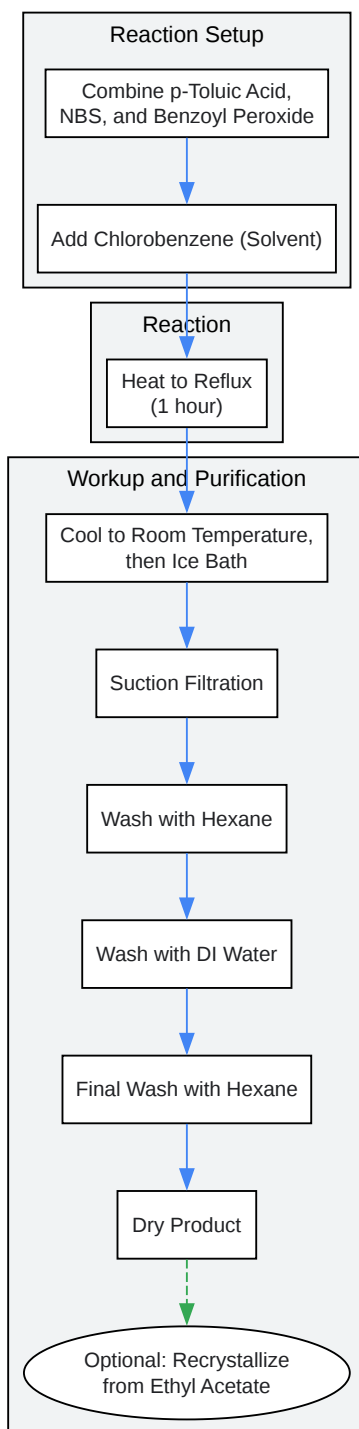 Reaction Setup
Combine p-Toluic Acid,
NBS, and Benzoyl Peroxide
Add Chlorobenzene (Solvent)
Reaction
Heat to Reflux
(1 hour)
Workup and Purification
Cool to Room Temperature,
then Ice Bath
Suction Filtration
Wash with Hexane
Wash with DI Water
Final Wash with Hexane
Dry Product
Optional: Recrystallize
from Ethyl Acetate